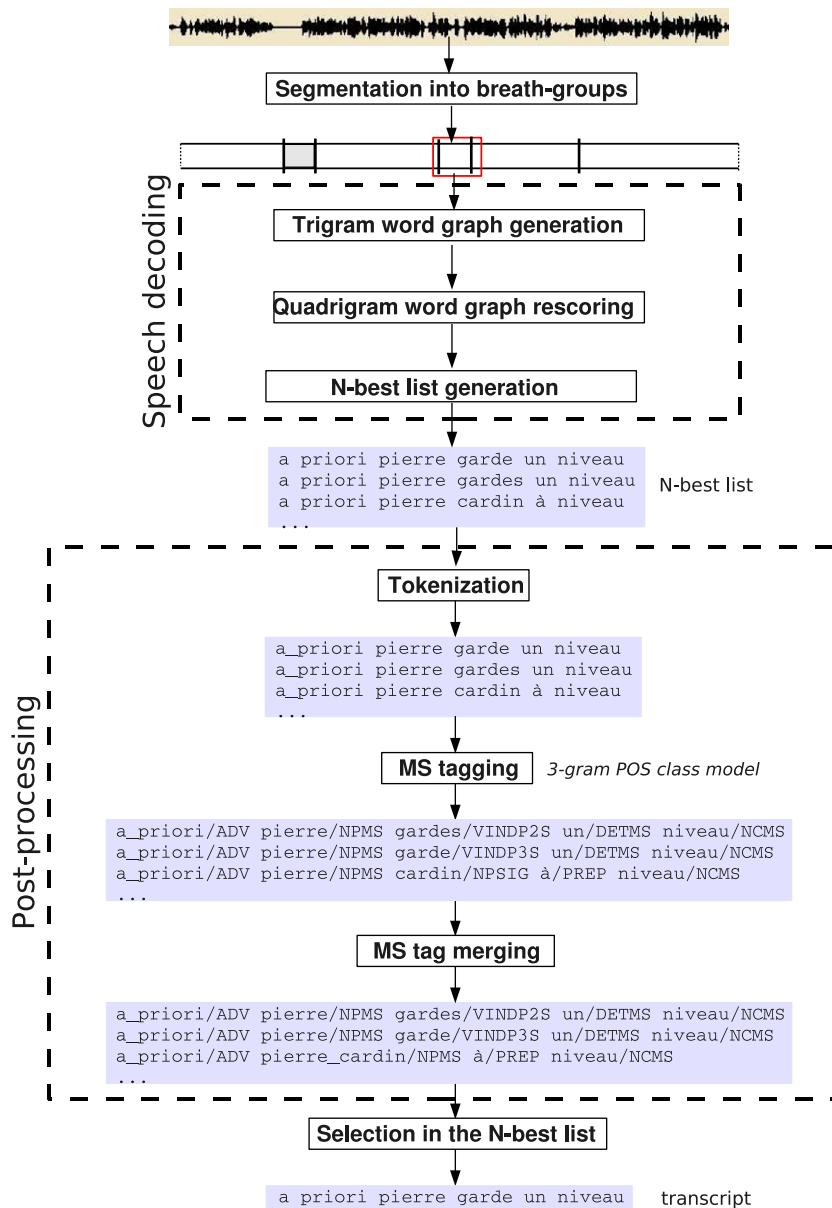 Segmentation into breath-groups
Speech decoding
Trigram word graph generation
Quadrigram word graph rescoring
N-best list generation
a priori pierre garde un niveau
a priori pierre gardes un niveau
a priori pierre cardin à niveau
...
N-best list
Post-processing
Tokenization
a_priori pierre garde un niveau
a_priori pierre gardes un niveau
a_priori pierre cardin à niveau
...
MS tagging
3-gram POS class model
a_priori/ADV pierre/NPMS gardes/VINDP2S un/DETMS niveau/NCMS
a_priori/ADV pierre/NPMS garde/VINDP3S un/DETMS niveau/NCMS
a_priori/ADV pierre/NPMS cardin/NPSIG à/PREP niveau/NCMS
...
MS tag merging
a_priori/ADV pierre/NPMS gardes/VINDP2S un/DETMS niveau/NCMS
a_priori/ADV pierre/NPMS garde/VINDP3S un/DETMS niveau/NCMS
a_priori/ADV pierre_cardin/NPMS à/PREP niveau/NCMS
...
Selection in the N-best list
a priori pierre garde un niveau
transcript